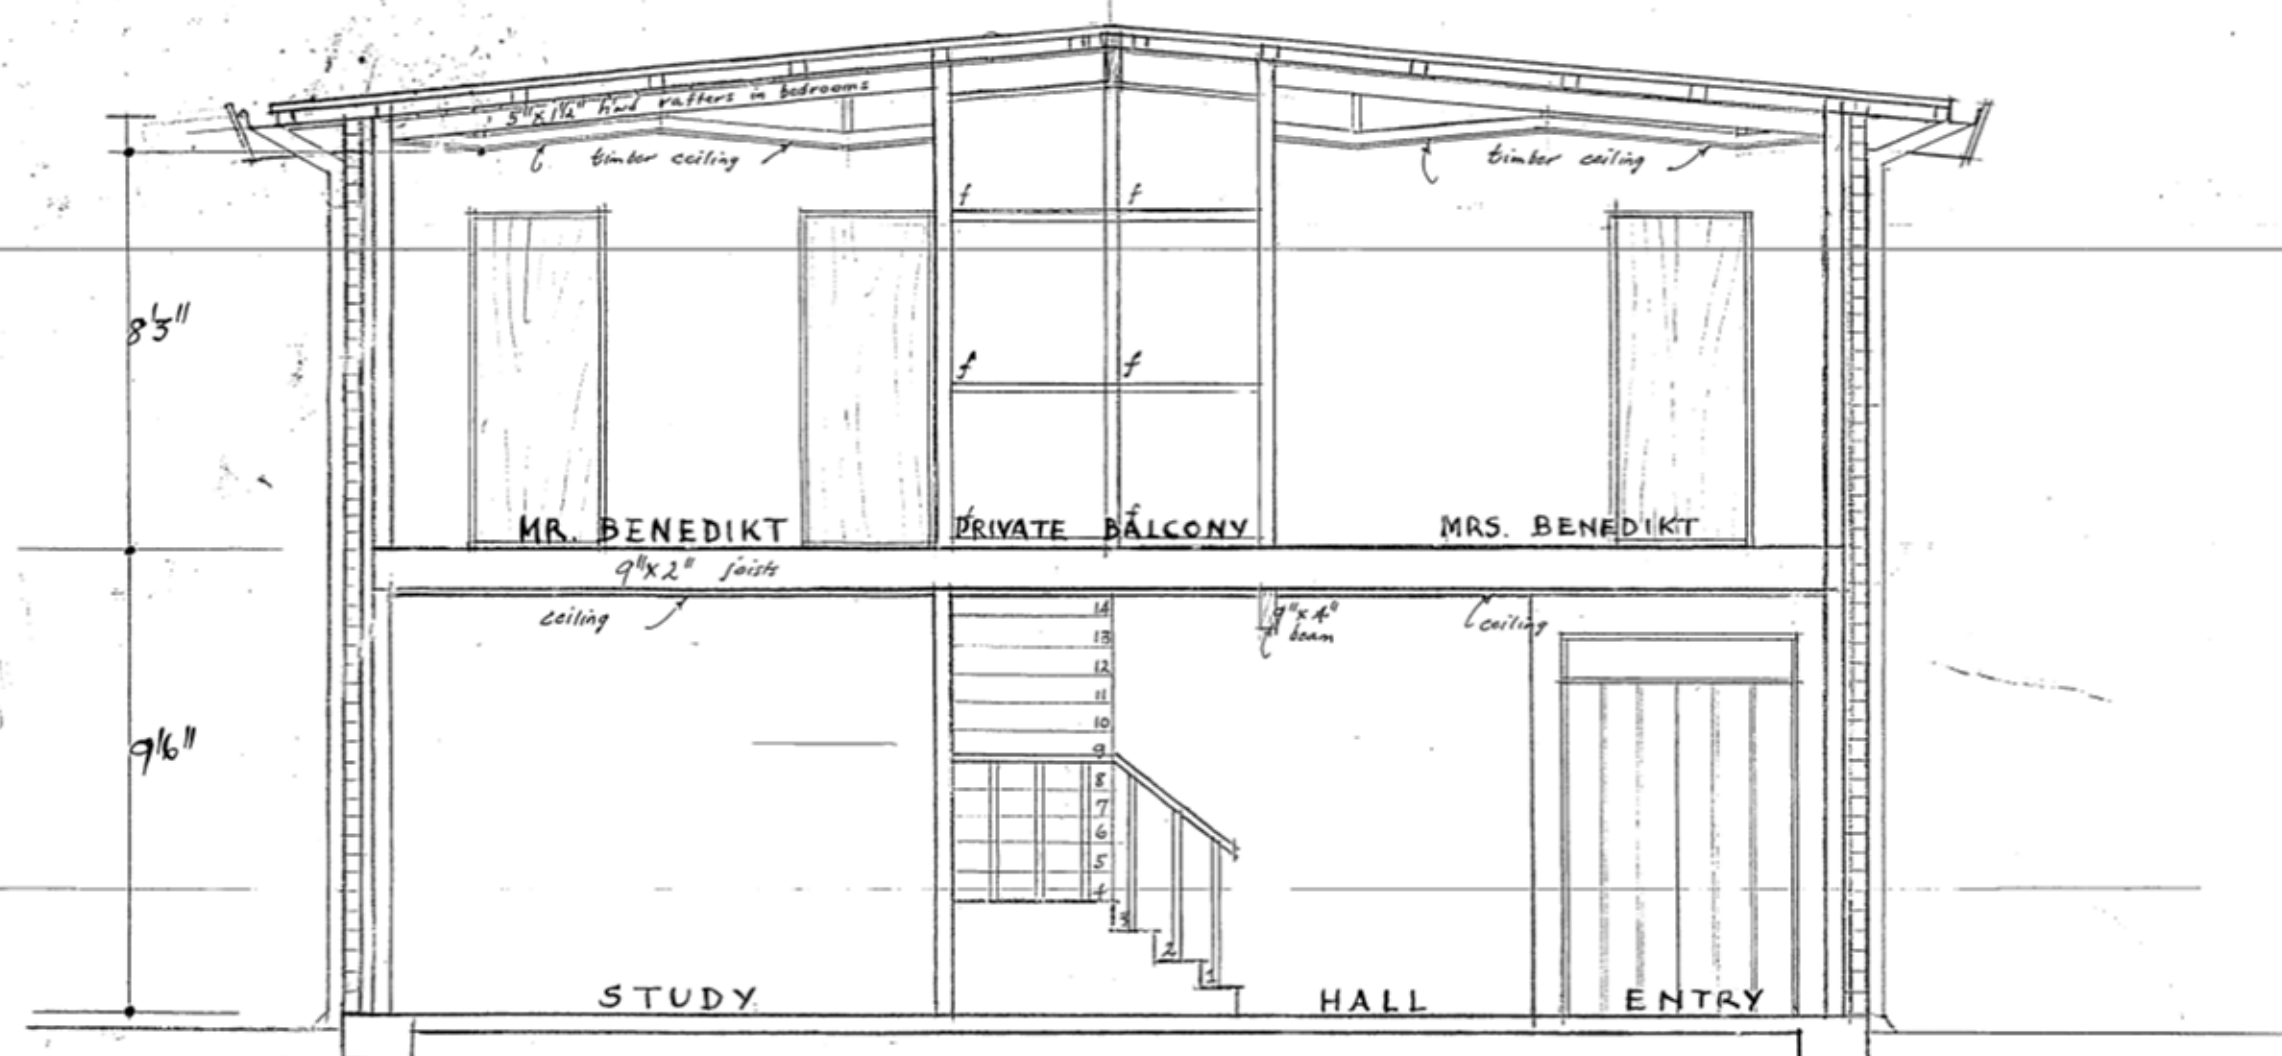 5"x1½" h'wd rafters in bedrooms
timber ceiling
timber ceiling
f f
8'3"
f f
MR. BENEDIKT
PRIVATE BALCONY
MRS. BENEDIKT
9"x2" joists
ceiling
9"x4"
beam
ceiling
14
13
12
11
10
9
8
7
6
5
4
3
2
1
9'6"
STUDY
HALL
ENTRY